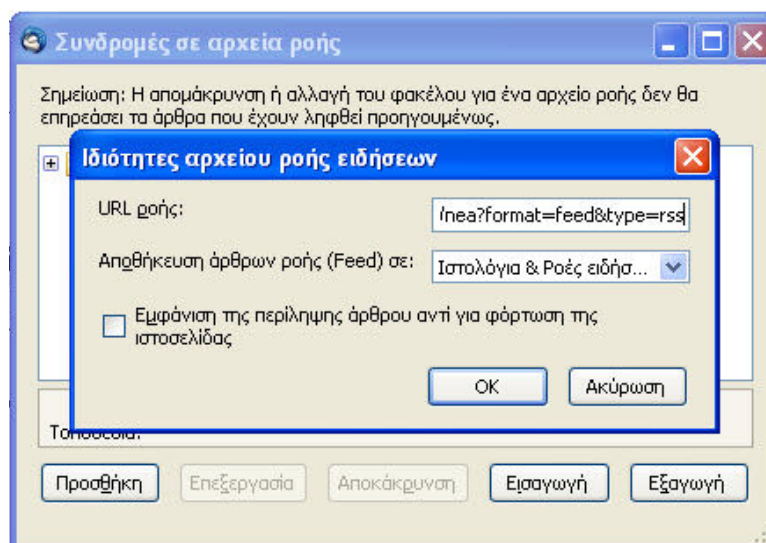 Συνδρομές σε αρχεία ροής
Σημείωση: Η απομάκρυνση ή αλλαγή του φακέλου για ένα αρχείο ροής δεν θα
επηρεάσει τα άρθρα που έχουν ληφθεί προηγουμένως.
Ιδιότητες αρχείου ροής ειδήσεων
URL ροής:
/nea?format=feed&type=rss
Αποθήκευση άρθρων ροής (Feed) σε:
Ιστολόγια & Ροές ειδήσ...
Εμφάνιση της περίληψης άρθρου αντί για φόρτωση της
ιστοσελίδας
OK
Ακύρωση
Προσθήκη
Επεξεργασία
Αποκάκρυνση
Εισαγωγή
Εξαγωγή